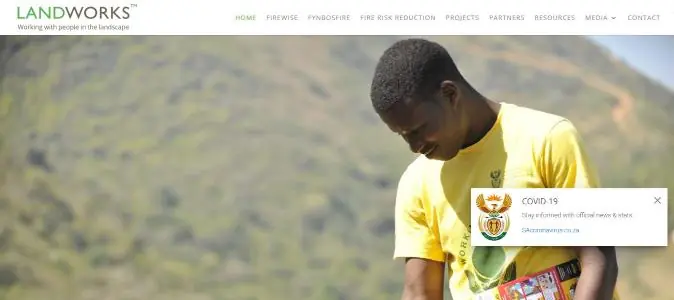 LANDWORKS™
Working with people in the landscape
HOME FIREWISE FYNBOSFIRE FIRE RISK REDUCTION PROJECTS PARTNERS RESOURCES MEDIA CONTACT
COVID-19
Stay informed with official news & stats:
SAcoronavirus.co.za
WORK